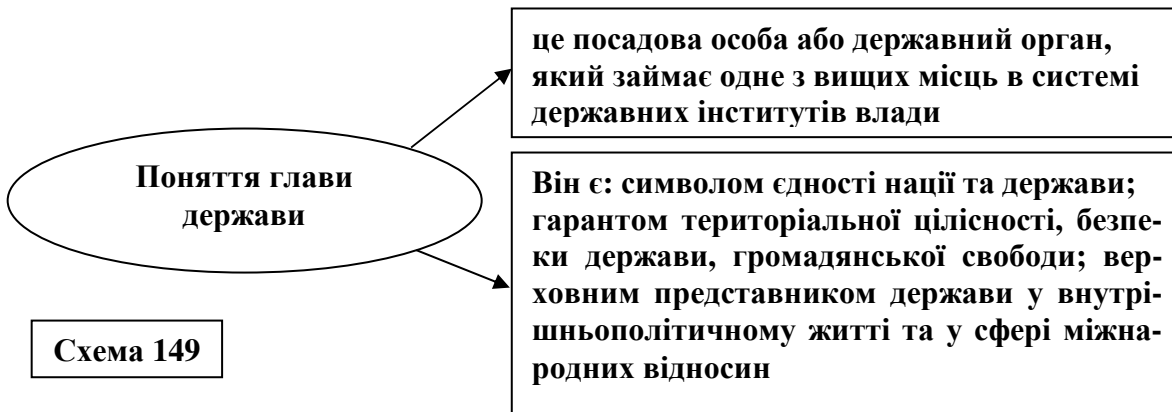 це посадова особа або державний орган,
який займає одне з вищих місць в системі
державних інститутів влади
Поняття глави
держави
Він є: символом єдності нації та держави;
гарантом територіальної цілісності, безпе-
ки держави, громадянської свободи; вер-
ховним представником держави у внутрі-
шньополітичному житті та у сфері міжна-
родних відносин
Схема 149